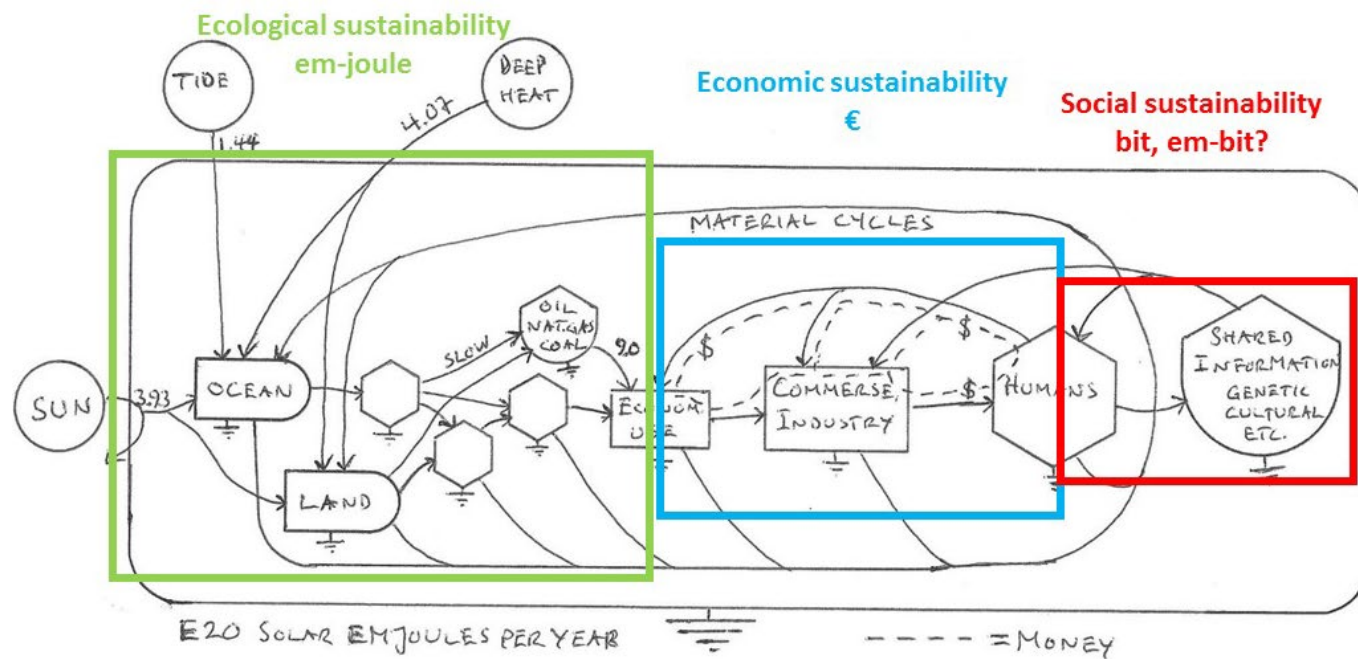 Ecological sustainability
em-joule
TIDE
DEEP
HEAT
Economic sustainability
€
Social sustainability
bit, em-bit?
1.44
4.07
MATERIAL CYCLES
OIL
NAT.GAS
COAL
SLOW
90
$
$
SUN
3.93
OCEAN
ECONOM.
USE
COMMERSE,
INDUSTRY
$
HUMANS
SHARED
INFORMATION
GENETIC
CULTURAL
ETC.
LAND
E20 SOLAR EMJOULES PER YEAR
----- = MONEY